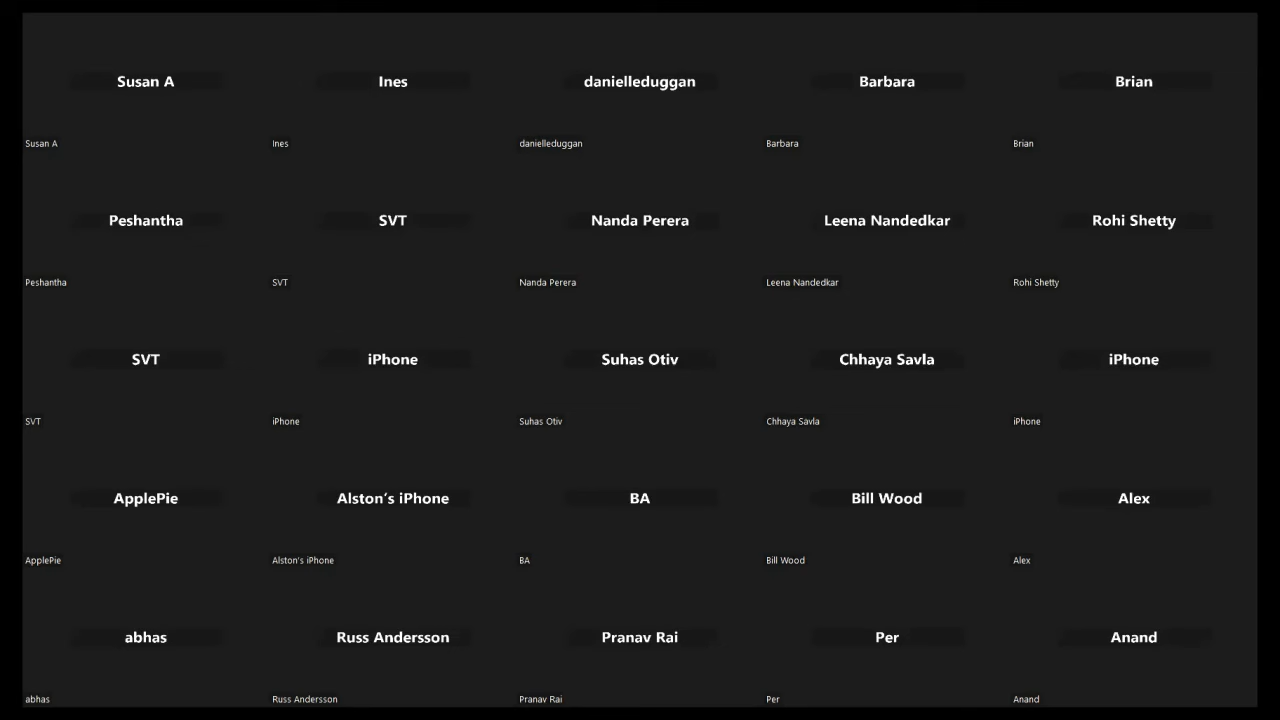 Susan A
Ines
danielleduggan
Barbara
Brian
Susan A
Ines
danielleduggan
Barbara
Brian
Peshantha
SVT
Nanda Perera
Leena Nandedkar
Rohi Shetty
Peshantha
SVT
Nanda Perera
Leena Nandedkar
Rohi Shetty
SVT
iPhone
Suhas Otiv
Chhaya Savla
iPhone
SVT
iPhone
Suhas Otiv
Chhaya Savla
iPhone
ApplePie
Alston’s iPhone
BA
Bill Wood
Alex
ApplePie
Alston's iPhone
BA
Bill Wood
Alex
abhas
Russ Andersson
Pranav Rai
Per
Anand
abhas
Russ Andersson
Pranav Rai
Per
Anand